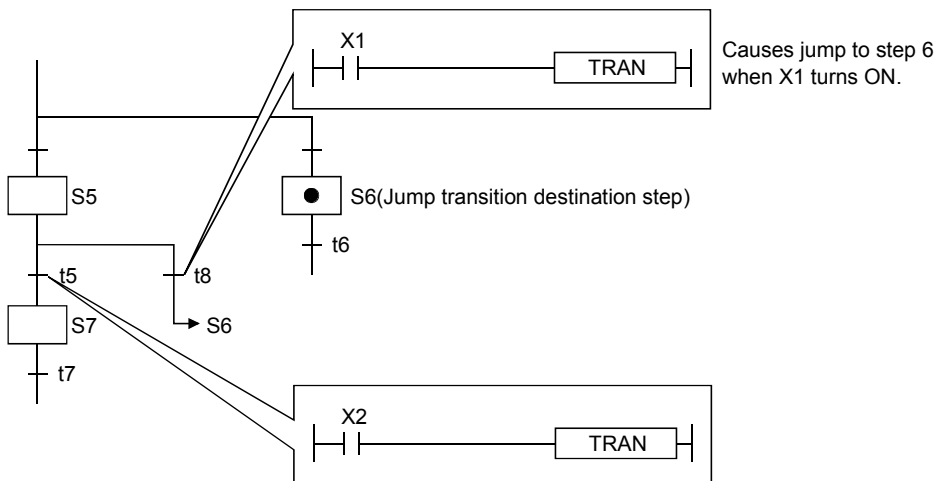 X1
TRAN
Causes jump to step 6
when X1 turns ON.
S5
S6(Jump transition destination step)
t6
t5
t8
S7
S6
t7
X2
TRAN